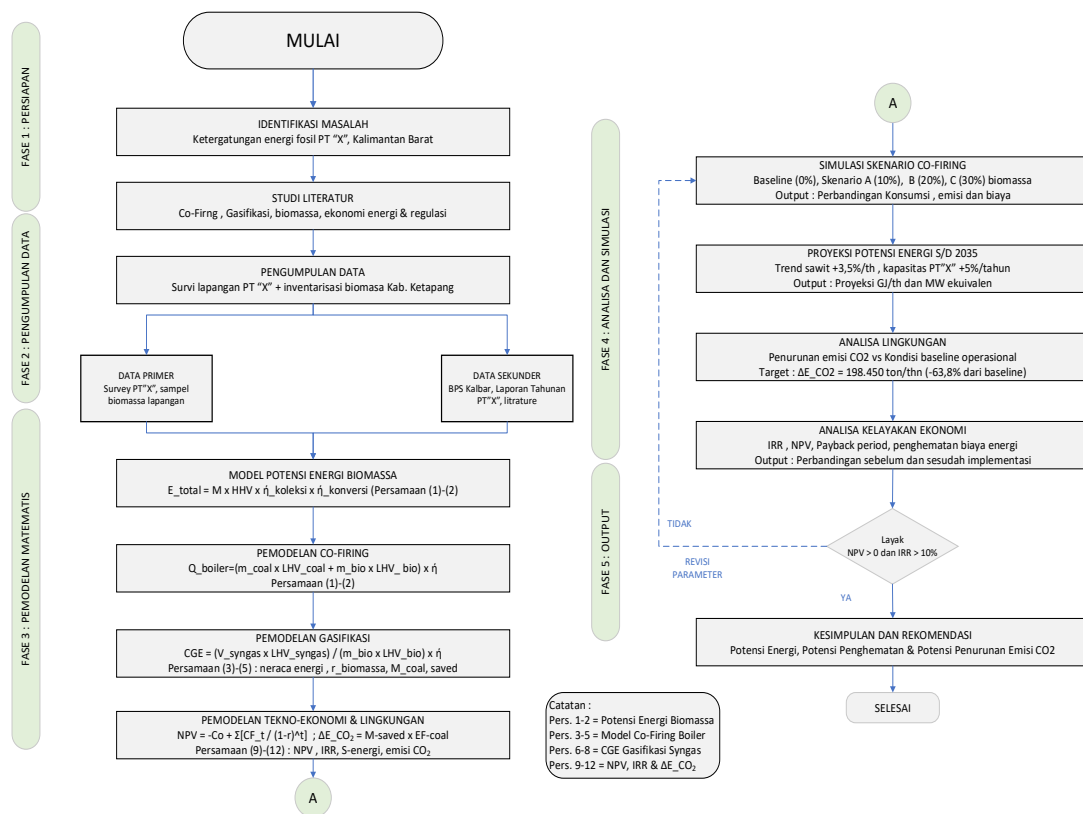 FASE 1 : PERSIAPAN
MULAI
IDENTIFIKASI MASALAH
Ketergatungan energi fosil PT "X", Kalimantan Barat
STUDI LITERATUR
Co-Firng , Gasifikasi, biomassa, ekonomi energi & regulasi
FASE 2 : PENGUMPULAN DATA
PENGUMPULAN DATA
Survi lapangan PT "X" + inventarisasi biomasa Kab. Ketapang
DATA PRIMER
Survey PT"X", sampel
biomassa lapangan
DATA SEKUNDER
BPS Kalbar, Laporan Tahunan
PT"X", litrature
FASE 3 : PEMODELAN MATEMATIS
MODEL POTENSI ENERGI BIOMASSA
E_total = M x HHV x ή_koleksi x ή_konversi (Persamaan (1)-(2)
PEMODELAN CO-FIRING
Q_boiler=(m_coal x LHV_coal + m_bio x LHV_ bio) x ή
Persamaan (1)-(2)
PEMODELAN GASIFIKASI
CGE = (V_syngas x LHV_syngas) / (m_bio x LHV_bio) x ή
Persamaan (3)-(5) : neraca energi , r_biomassa, M_coal, saved
PEMODELAN TEKNO-EKONOMI & LINGKUNGAN
NPV = -Co + Σ[CF_t / (1-r)^t] ; ΔE_CO₂ = M-saved x EF-coal
Persamaan (9)-(12) : NPV , IRR, S-energi, emisi CO₂
A
A
FASE 4 : ANALISA DAN SIMULASI
SIMULASI SKENARIO CO-FIRING
Baseline (0%), Skenario A (10%), B (20%), C (30%) biomassa
Output : Perbandingan Konsumsi , emisi dan biaya
PROYEKSI POTENSI ENERGI S/D 2035
Trend sawit +3,5%/th , kapasitas PT"X" +5%/tahun
Output : Proyeksi GJ/th dan MW ekuivalen
ANALISA LINGKUNGAN
Penurunan emisi CO2 vs Kondisi baseline operasional
Target : ΔE_CO2 = 198.450 ton/thn (-63,8% dari baseline)
ANALISA KELAYAKAN EKONOMI
IRR , NPV, Payback period, penghematan biaya energi
Output : Perbandingan sebelum dan sesudah implementasi
FASE 5 : OUTPUT
TIDAK
Layak
NPV > 0 dan IRR > 10%
REVISI
PARAMETER
YA
KESIMPULAN DAN REKOMENDASI
Potensi Energi, Potensi Penghematan & Potensi Penurunan Emisi CO2
SELESAI
Catatan :
Pers. 1-2 = Potensi Energi Biomassa
Pers. 3-5 = Model Co-Firing Boiler
Pers. 6-8 = CGE Gasifikasi Syngas
Pers. 9-12 = NPV, IRR & ΔE_CO₂